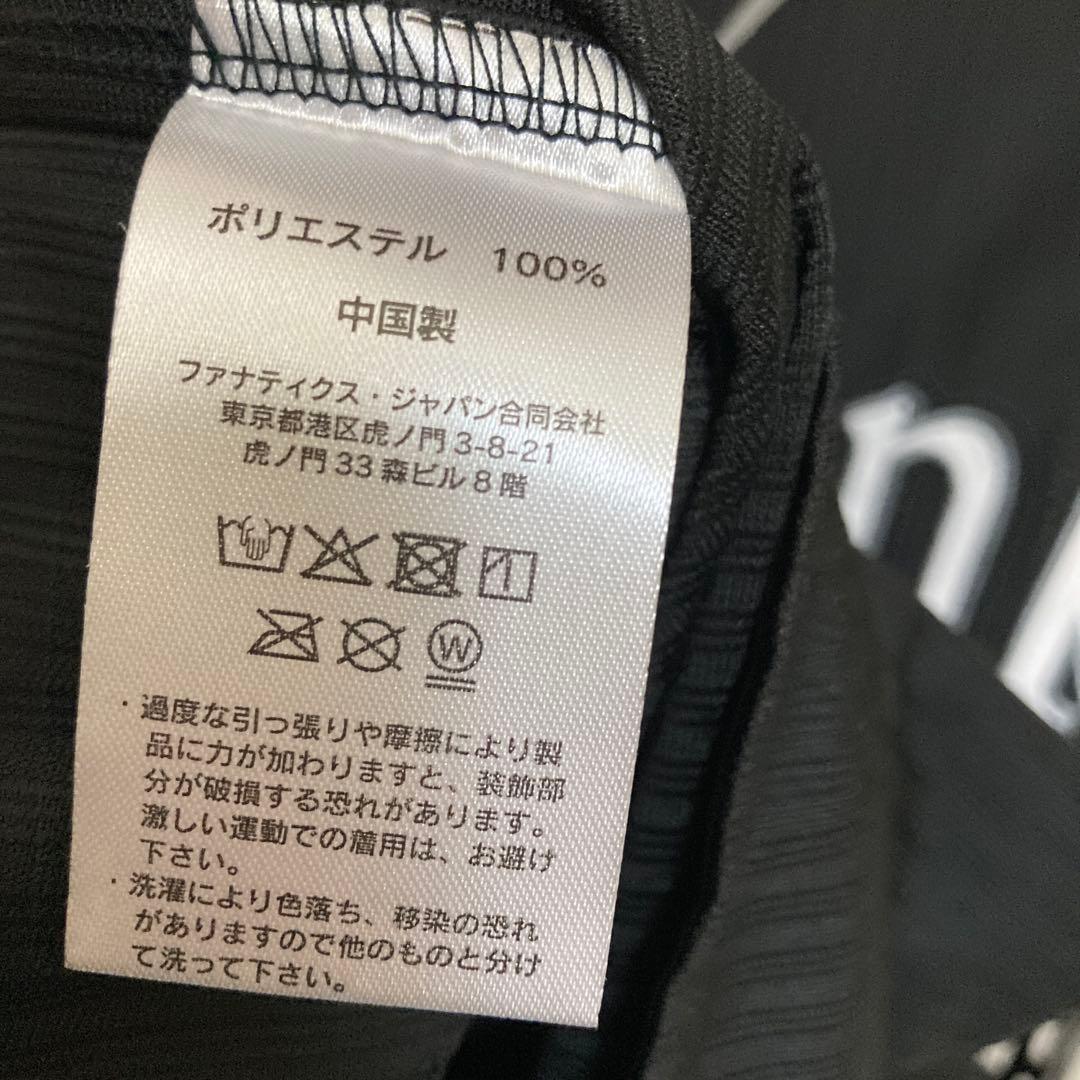 ポリエステル 100%
中国製
ファナティクス・ジャパン合同会社
東京都港区虎ノ門 3-8-21
虎ノ門 33 森ビル 8 階
W
・過度な引っ張りや摩擦により製
品に力が加わりますと、装飾部
分が破損する恐れがあります。
激しい運動での着用は、お避け
下さい。
・洗濯により色落ち、移染の恐れ
がありますので他のものと分け
て洗って下さい。
n